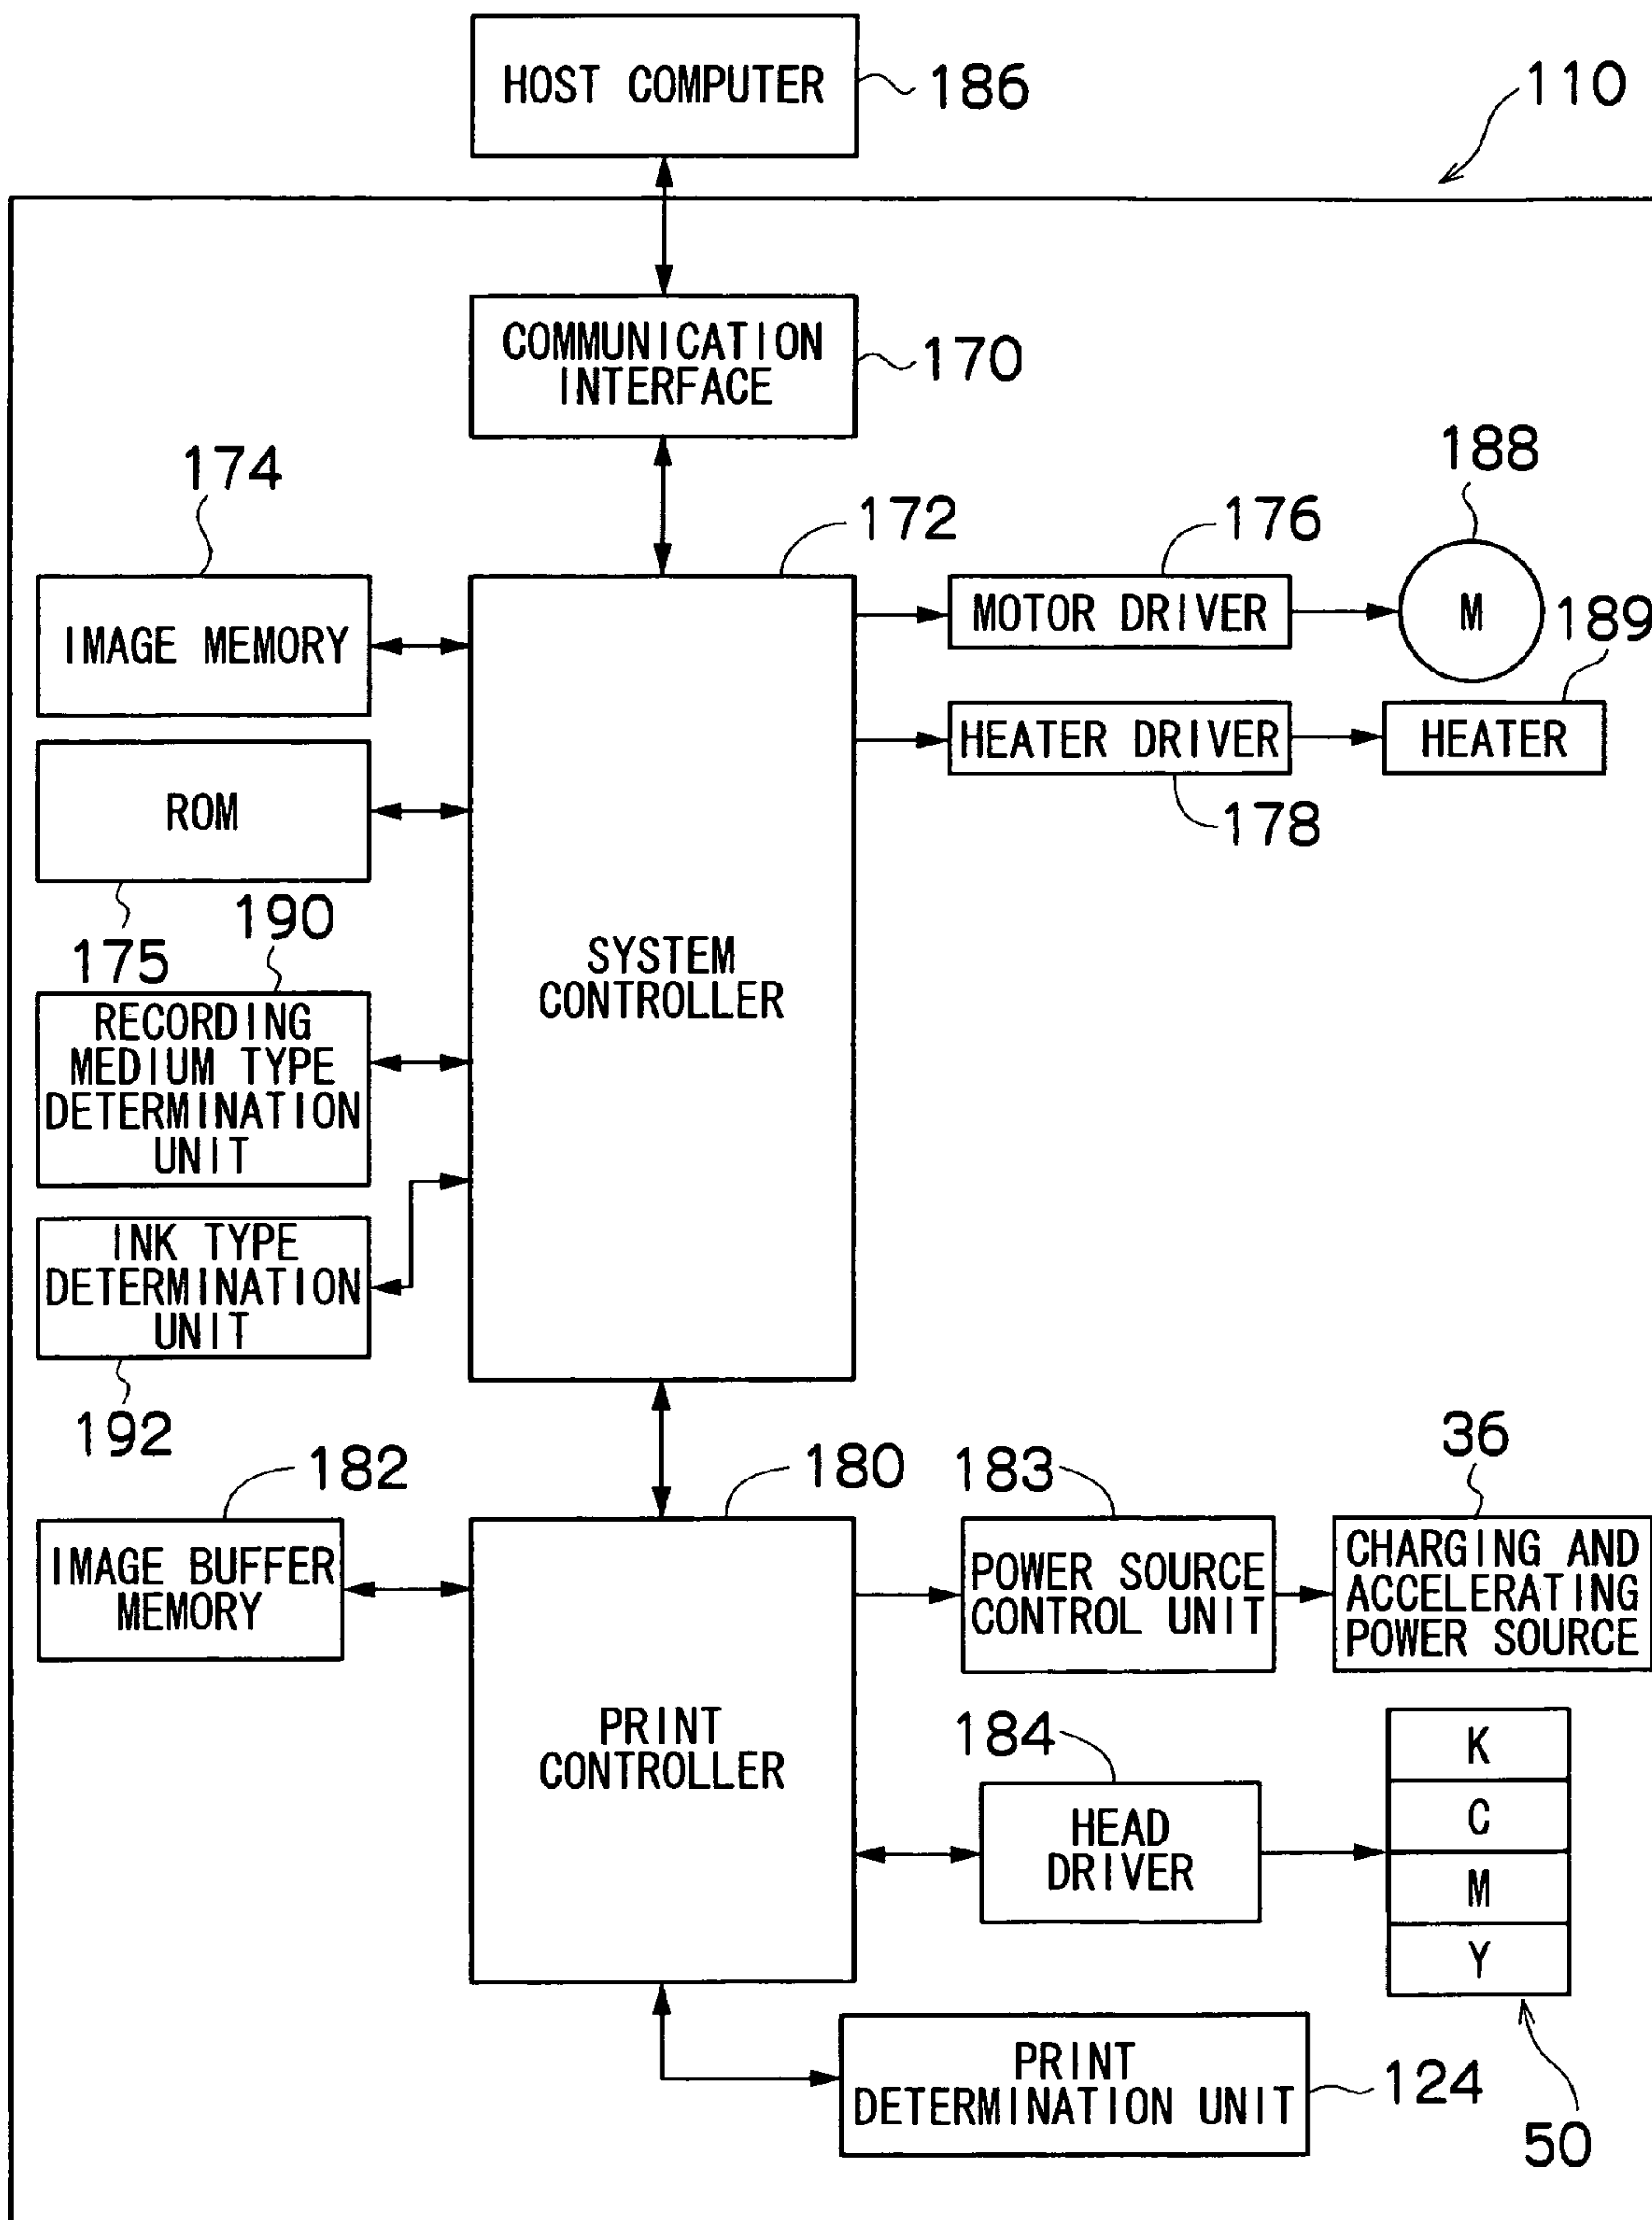 HOST COMPUTER
186
110
COMMUNICATION
INTERFACE
170
174
172
176
188
IMAGE MEMORY
MOTOR DRIVER
M
189
HEATER DRIVER
HEATER
178
ROM
175
190
SYSTEM
CONTROLLER
RECORDING
MEDIUM TYPE
DETERMINATION
UNIT
INK TYPE
DETERMINATION
UNIT
192
182
180
183
36
IMAGE BUFFER
MEMORY
POWER SOURCE
CONTROL UNIT
CHARGING AND
ACCELERATING
POWER SOURCE
PRINT
CONTROLLER
184
HEAD
DRIVER
K
C
M
Y
50
PRINT
DETERMINATION UNIT
124